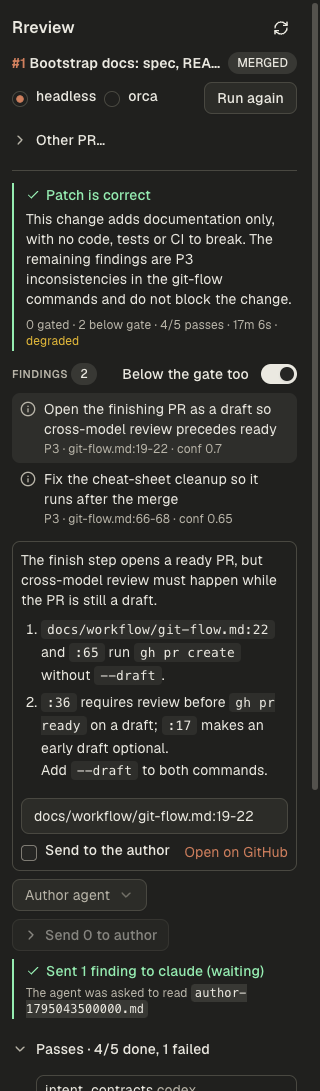 Rreview
#1 Bootstrap docs: spec, REA... MERGED
headless orca Run again
Other PR...
Patch is correct
This change adds documentation only,
with no code, tests or CI to break. The
remaining findings are P3
inconsistencies in the git-flow
commands and do not block the change.
0 gated · 2 below gate · 4/5 passes · 17m 6s ·
degraded
FINDINGS 2 Below the gate too
Open the finishing PR as a draft so
cross-model review precedes ready
P3 · git-flow.md:19-22 · conf 0.7
Fix the cheat-sheet cleanup so it
runs after the merge
P3 · git-flow.md:66-68 · conf 0.65
The finish step opens a ready PR, but
cross-model review must happen while
the PR is still a draft.
1. docs/workflow/git-flow.md:22
and :65 run gh pr create
without --draft.
2. :36 requires review before gh pr
ready on a draft; :17 makes an
early draft optional.
Add --draft to both commands.
docs/workflow/git-flow.md:19-22
Send to the author Open on GitHub
Author agent
Send 0 to author
Sent 1 finding to claude (waiting)
The agent was asked to read author-
1795043500000.md
Passes · 4/5 done, 1 failed
intent_contracts codex